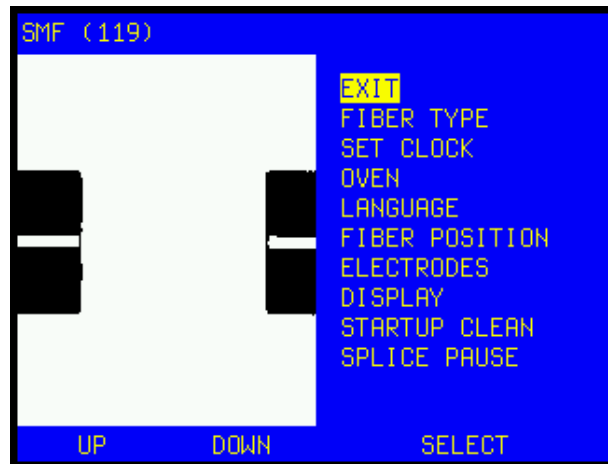 SMF (119)
EXIT
FIBER TYPE
SET CLOCK
OVEN
LANGUAGE
FIBER POSITION
ELECTRODES
DISPLAY
STARTUP CLEAN
SPLICE PAUSE
UP DOWN SELECT